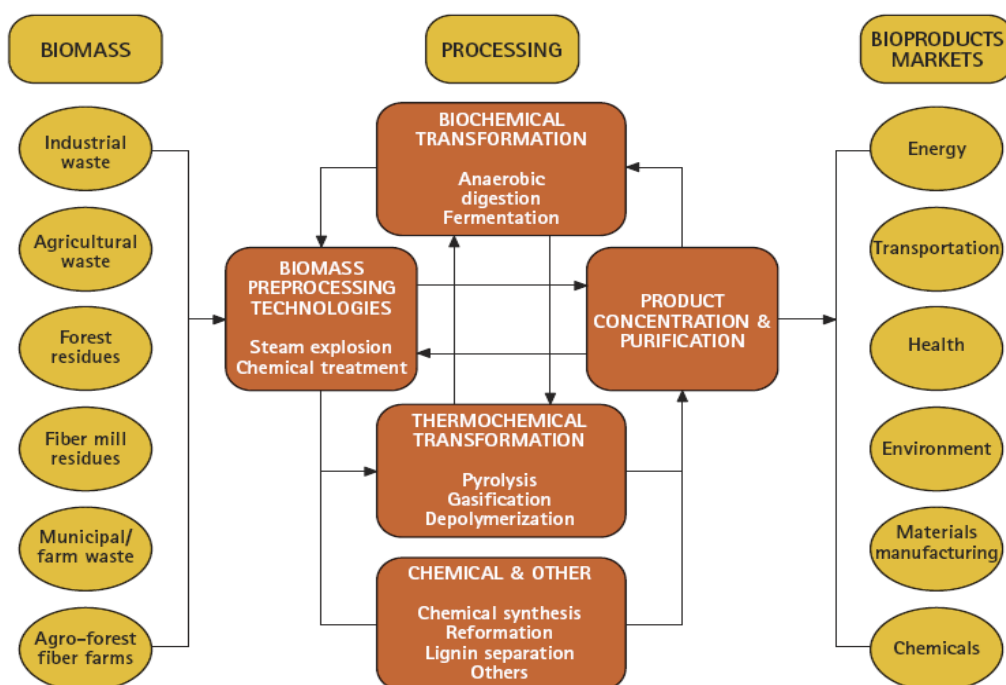 BIOMASS
PROCESSING
BIOPRODUCTS
MARKETS
Industrial
waste
Agricultural
waste
Forest
residues
Fiber mill
residues
Municipal/
farm waste
Agro-forest
fiber farms
BIOCHEMICAL
TRANSFORMATION
Anaerobic
digestion
Fermentation
BIOMASS
PREPROCESSING
TECHNOLOGIES
Steam explosion
Chemical treatment
PRODUCT
CONCENTRATION &
PURIFICATION
THERMOCHEMICAL
TRANSFORMATION
Pyrolysis
Gasification
Depolymerization
CHEMICAL & OTHER
Chemical synthesis
Reformation
Lignin separation
Others
Energy
Transportation
Health
Environment
Materials
manufacturing
Chemicals